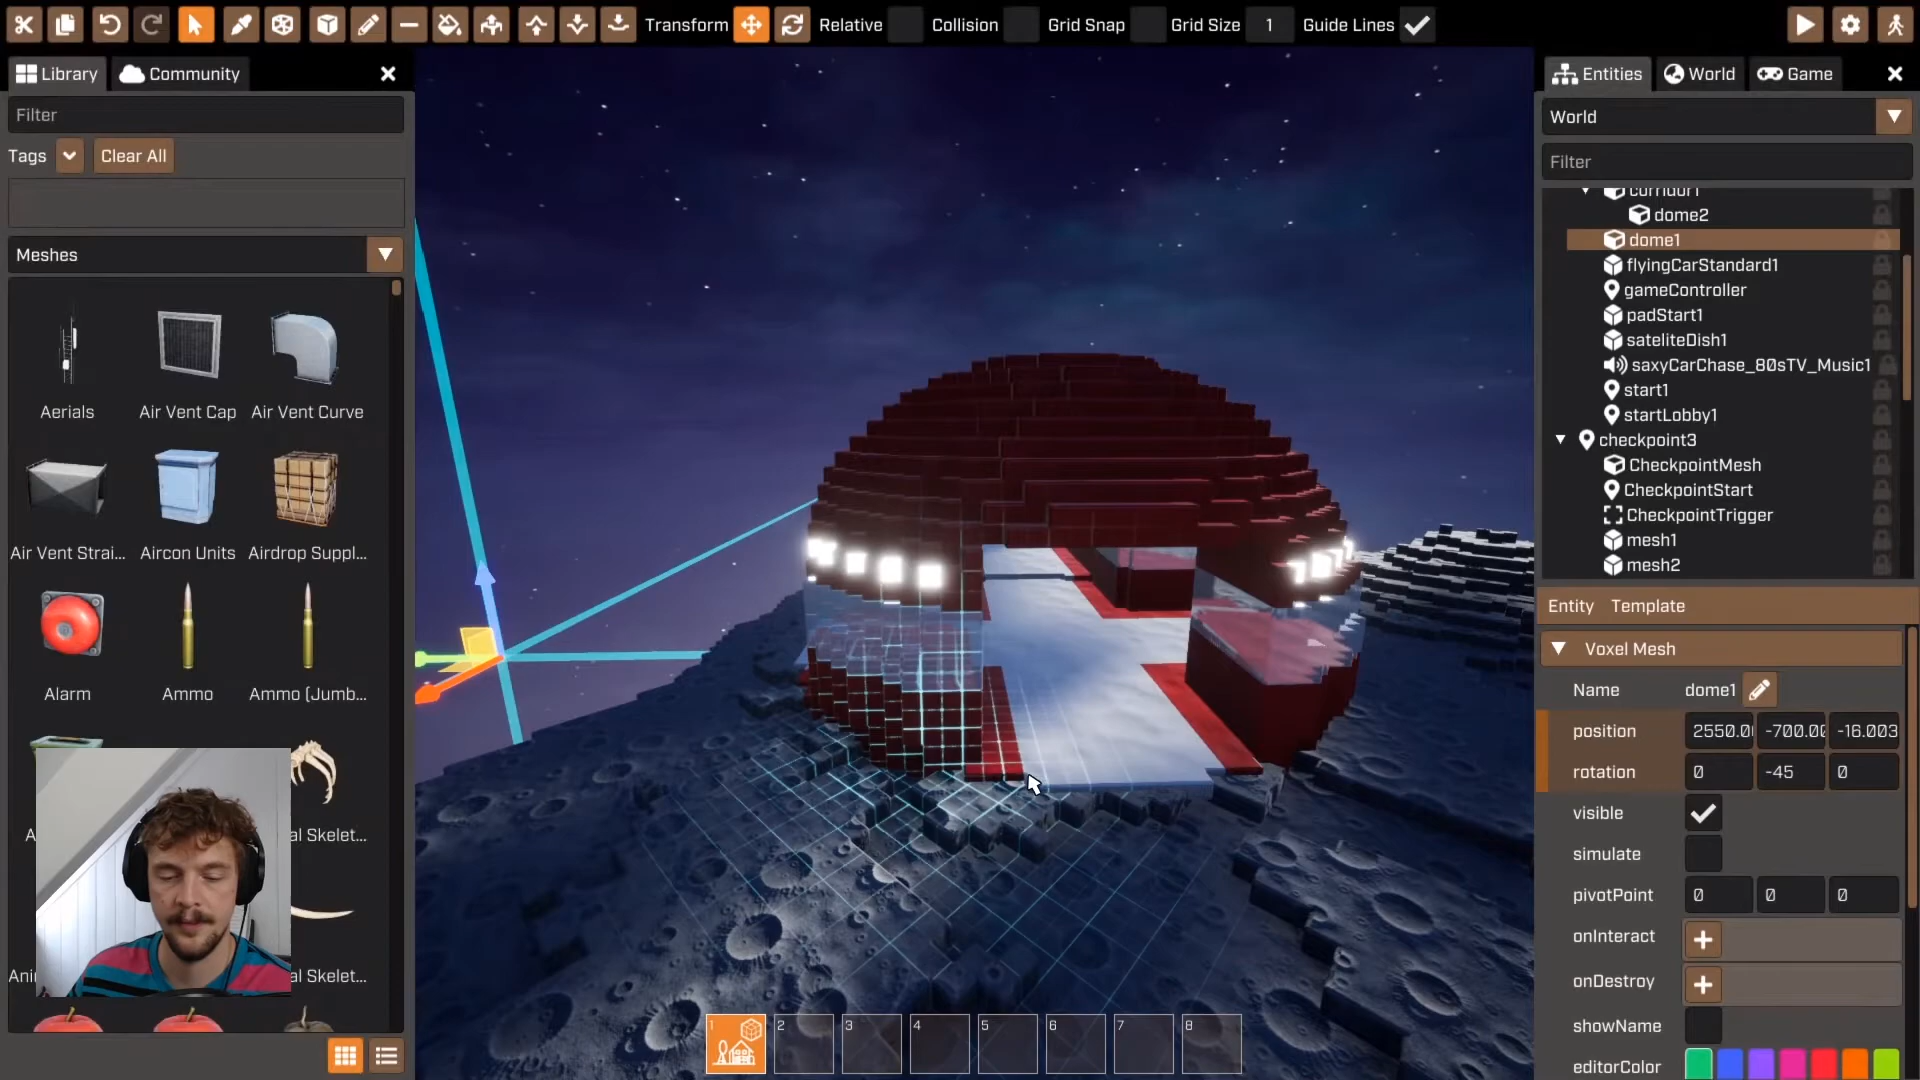 Transform
Relative
Collision
Grid Snap
Grid Size
1
Guide Lines
Library
Community
Entities
World
Game
Filter
Tags
Clear All
Meshes
Aerials
Air Vent Cap
Air Vent Curve
Air Vent Strai...
Aircon Units
Airdrop Suppl...
Alarm
Ammo
Ammo (Jumb...
al Skelet...
al Skelet...
World
Filter
corridor1
dome2
dome1
flyingCarStandard1
gameController
padStart1
sateliteDish1
saxyCarChase_80sTV_Music1
start1
startLobby1
checkpoint3
CheckpointMesh
CheckpointStart
CheckpointTrigger
mesh1
mesh2
Entity
Template
Voxel Mesh
Name
dome1
position
2550.0
-700.00
-16.003
rotation
0
-45
0
visible
simulate
pivotPoint
0
0
0
onInteract
+
onDestroy
+
showName
editorColor
1
2
3
4
5
6
7
8